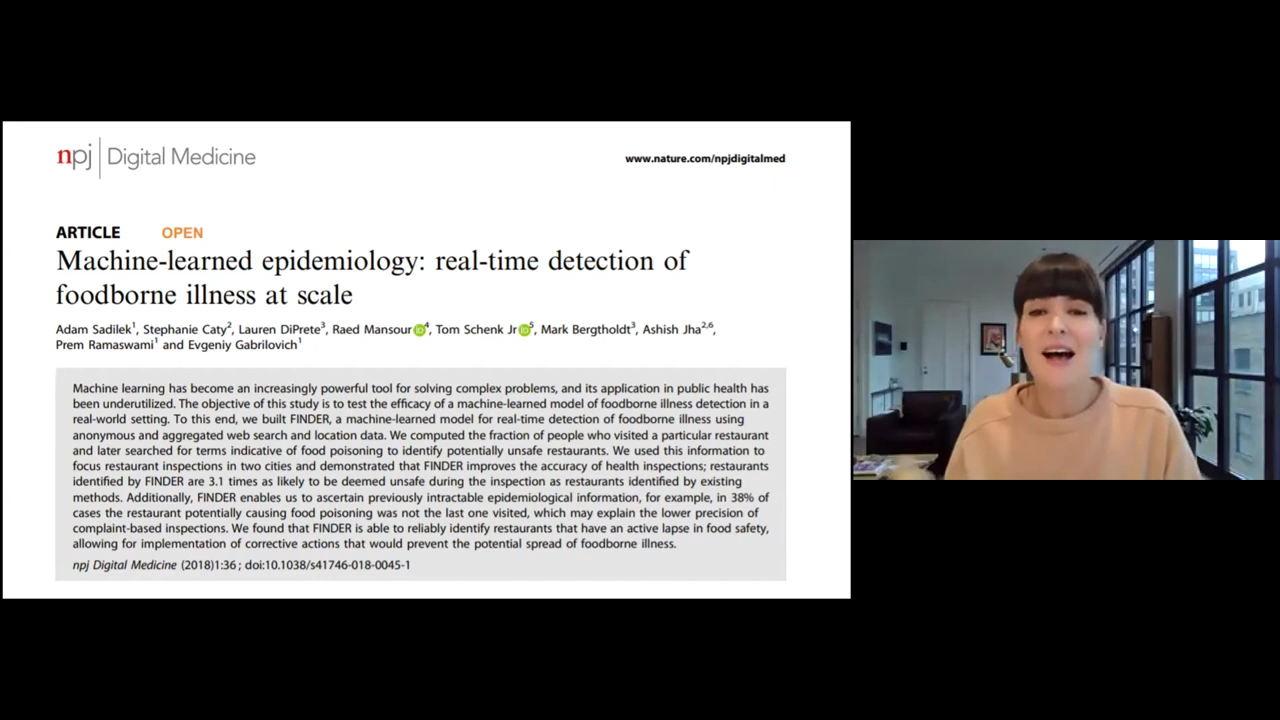 npj | Digital Medicine
www.nature.com/npjdigitalmed
ARTICLE OPEN
Machine-learned epidemiology: real-time detection of
foodborne illness at scale
Adam Sadilek1, Stephanie Caty2, Lauren DiPrete3, Raed Mansour iD 4, Tom Schenk Jr iD 5, Mark Bergtholdt3, Ashish Jha2,6,
Prem Ramaswami1 and Evgeniy Gabrilovich1
Machine learning has become an increasingly powerful tool for solving complex problems, and its application in public health has
been underutilized. The objective of this study is to test the efficacy of a machine-learned model of foodborne illness detection in a
real-world setting. To this end, we built FINDER, a machine-learned model for real-time detection of foodborne illness using
anonymous and aggregated web search and location data. We computed the fraction of people who visited a particular restaurant
and later searched for terms indicative of food poisoning to identify potentially unsafe restaurants. We used this information to
focus restaurant inspections in two cities and demonstrated that FINDER improves the accuracy of health inspections; restaurants
identified by FINDER are 3.1 times as likely to be deemed unsafe during the inspection as restaurants identified by existing
methods. Additionally, FINDER enables us to ascertain previously intractable epidemiological information, for example, in 38% of
cases the restaurant potentially causing food poisoning was not the last one visited, which may explain the lower precision of
complaint-based inspections. We found that FINDER is able to reliably identify restaurants that have an active lapse in food safety,
allowing for implementation of corrective actions that would prevent the potential spread of foodborne illness.
npj Digital Medicine (2018)1:36 ; doi:10.1038/s41746-018-0045-1